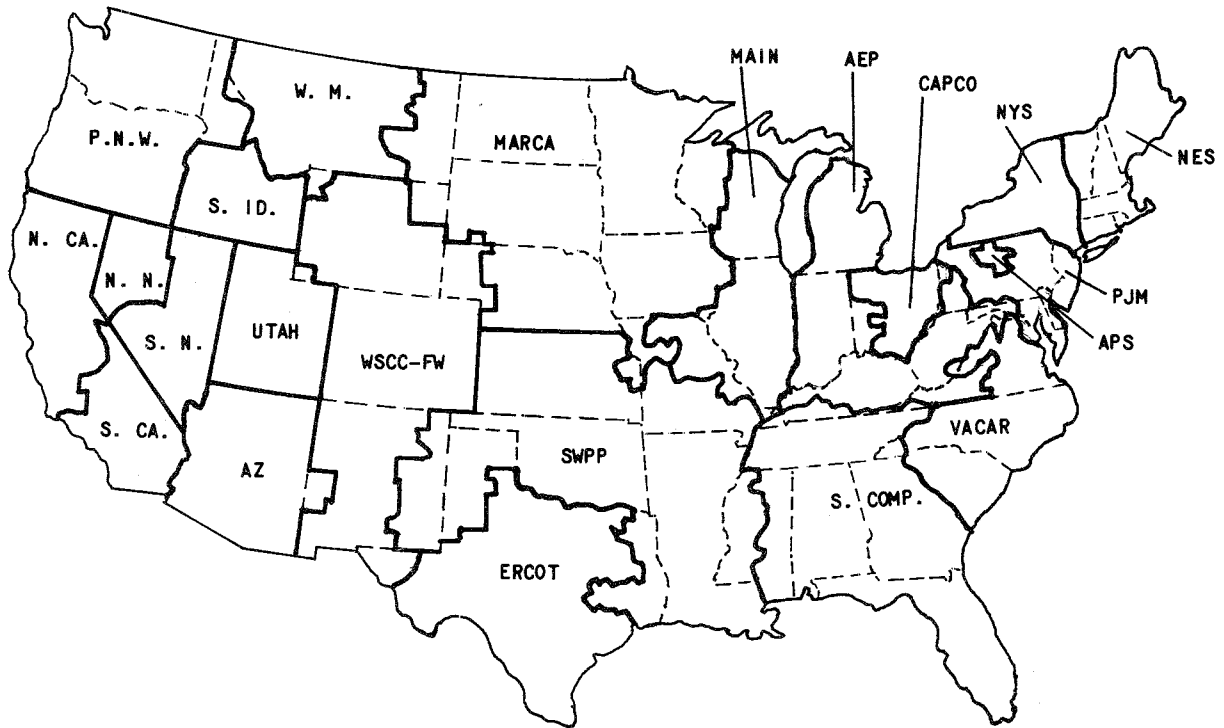 MAIN
AEP
CAPCO
NYS
NES
W. M.
P.N.W.
MARCA
S. ID.
N. CA.
N. N.
PJM
APS
S. N.
UTAH
WSCC-FW
S. CA.
VACAR
AZ
SWPP
S. COMP.
ERCOT